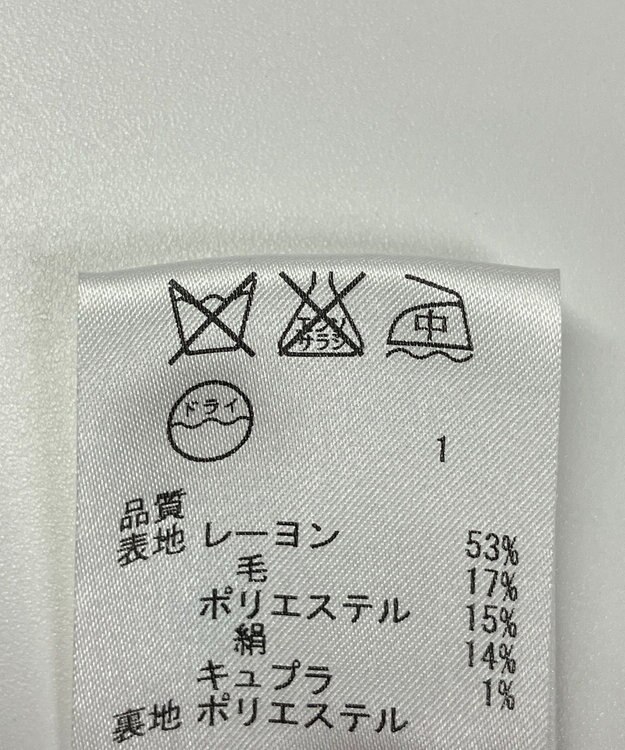 エンソ
サラシ
中
ドライ
1
品質
表地 レーヨン 53%
毛 17%
ポリエステル 15%
絹 14%
キュプラ 1%
裏地 ポリエステル